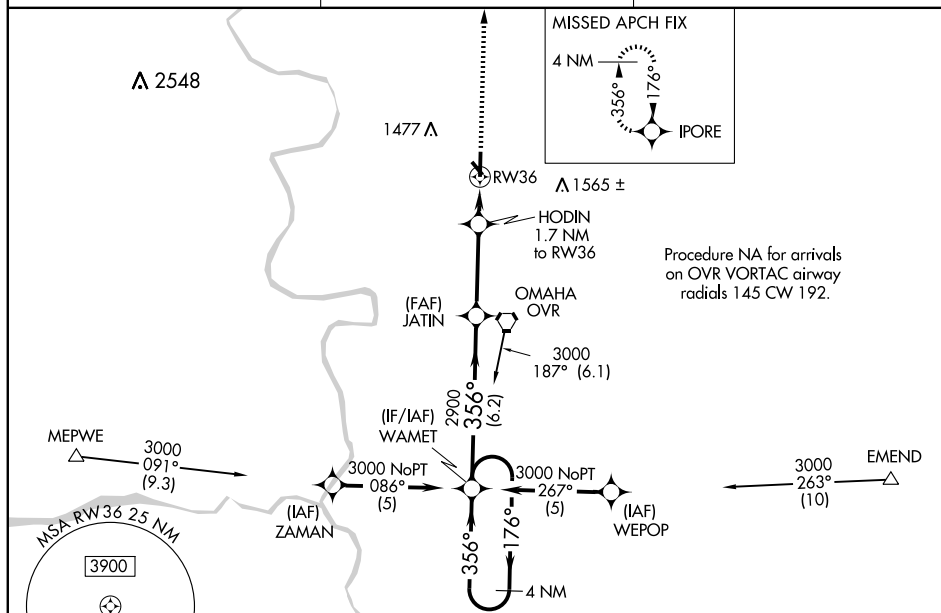 MISSED APCH FIX
4 NM
356°
176°
IPORE
2548
1477
RW36
1565 ±
HODIN
1.7 NM
to RW36
Procedure NA for arrivals
on OVR VORTAC airway
radials 145 CW 192.
(FAF)
JATIN
OMAHA
OVR
3000
187° (6.1)
2900
356°
(6.2)
(IF/IAF)
WAMET
MEPWE
3000
091°
(9.3)
3000 NoPT
086°
(5)
(IAF)
ZAMAN
3000 NoPT
267°
(5)
(IAF)
WEPOP
3000
263°
(10)
EMEND
356°
176°
4 NM
MSA RW36 25 NM
3900